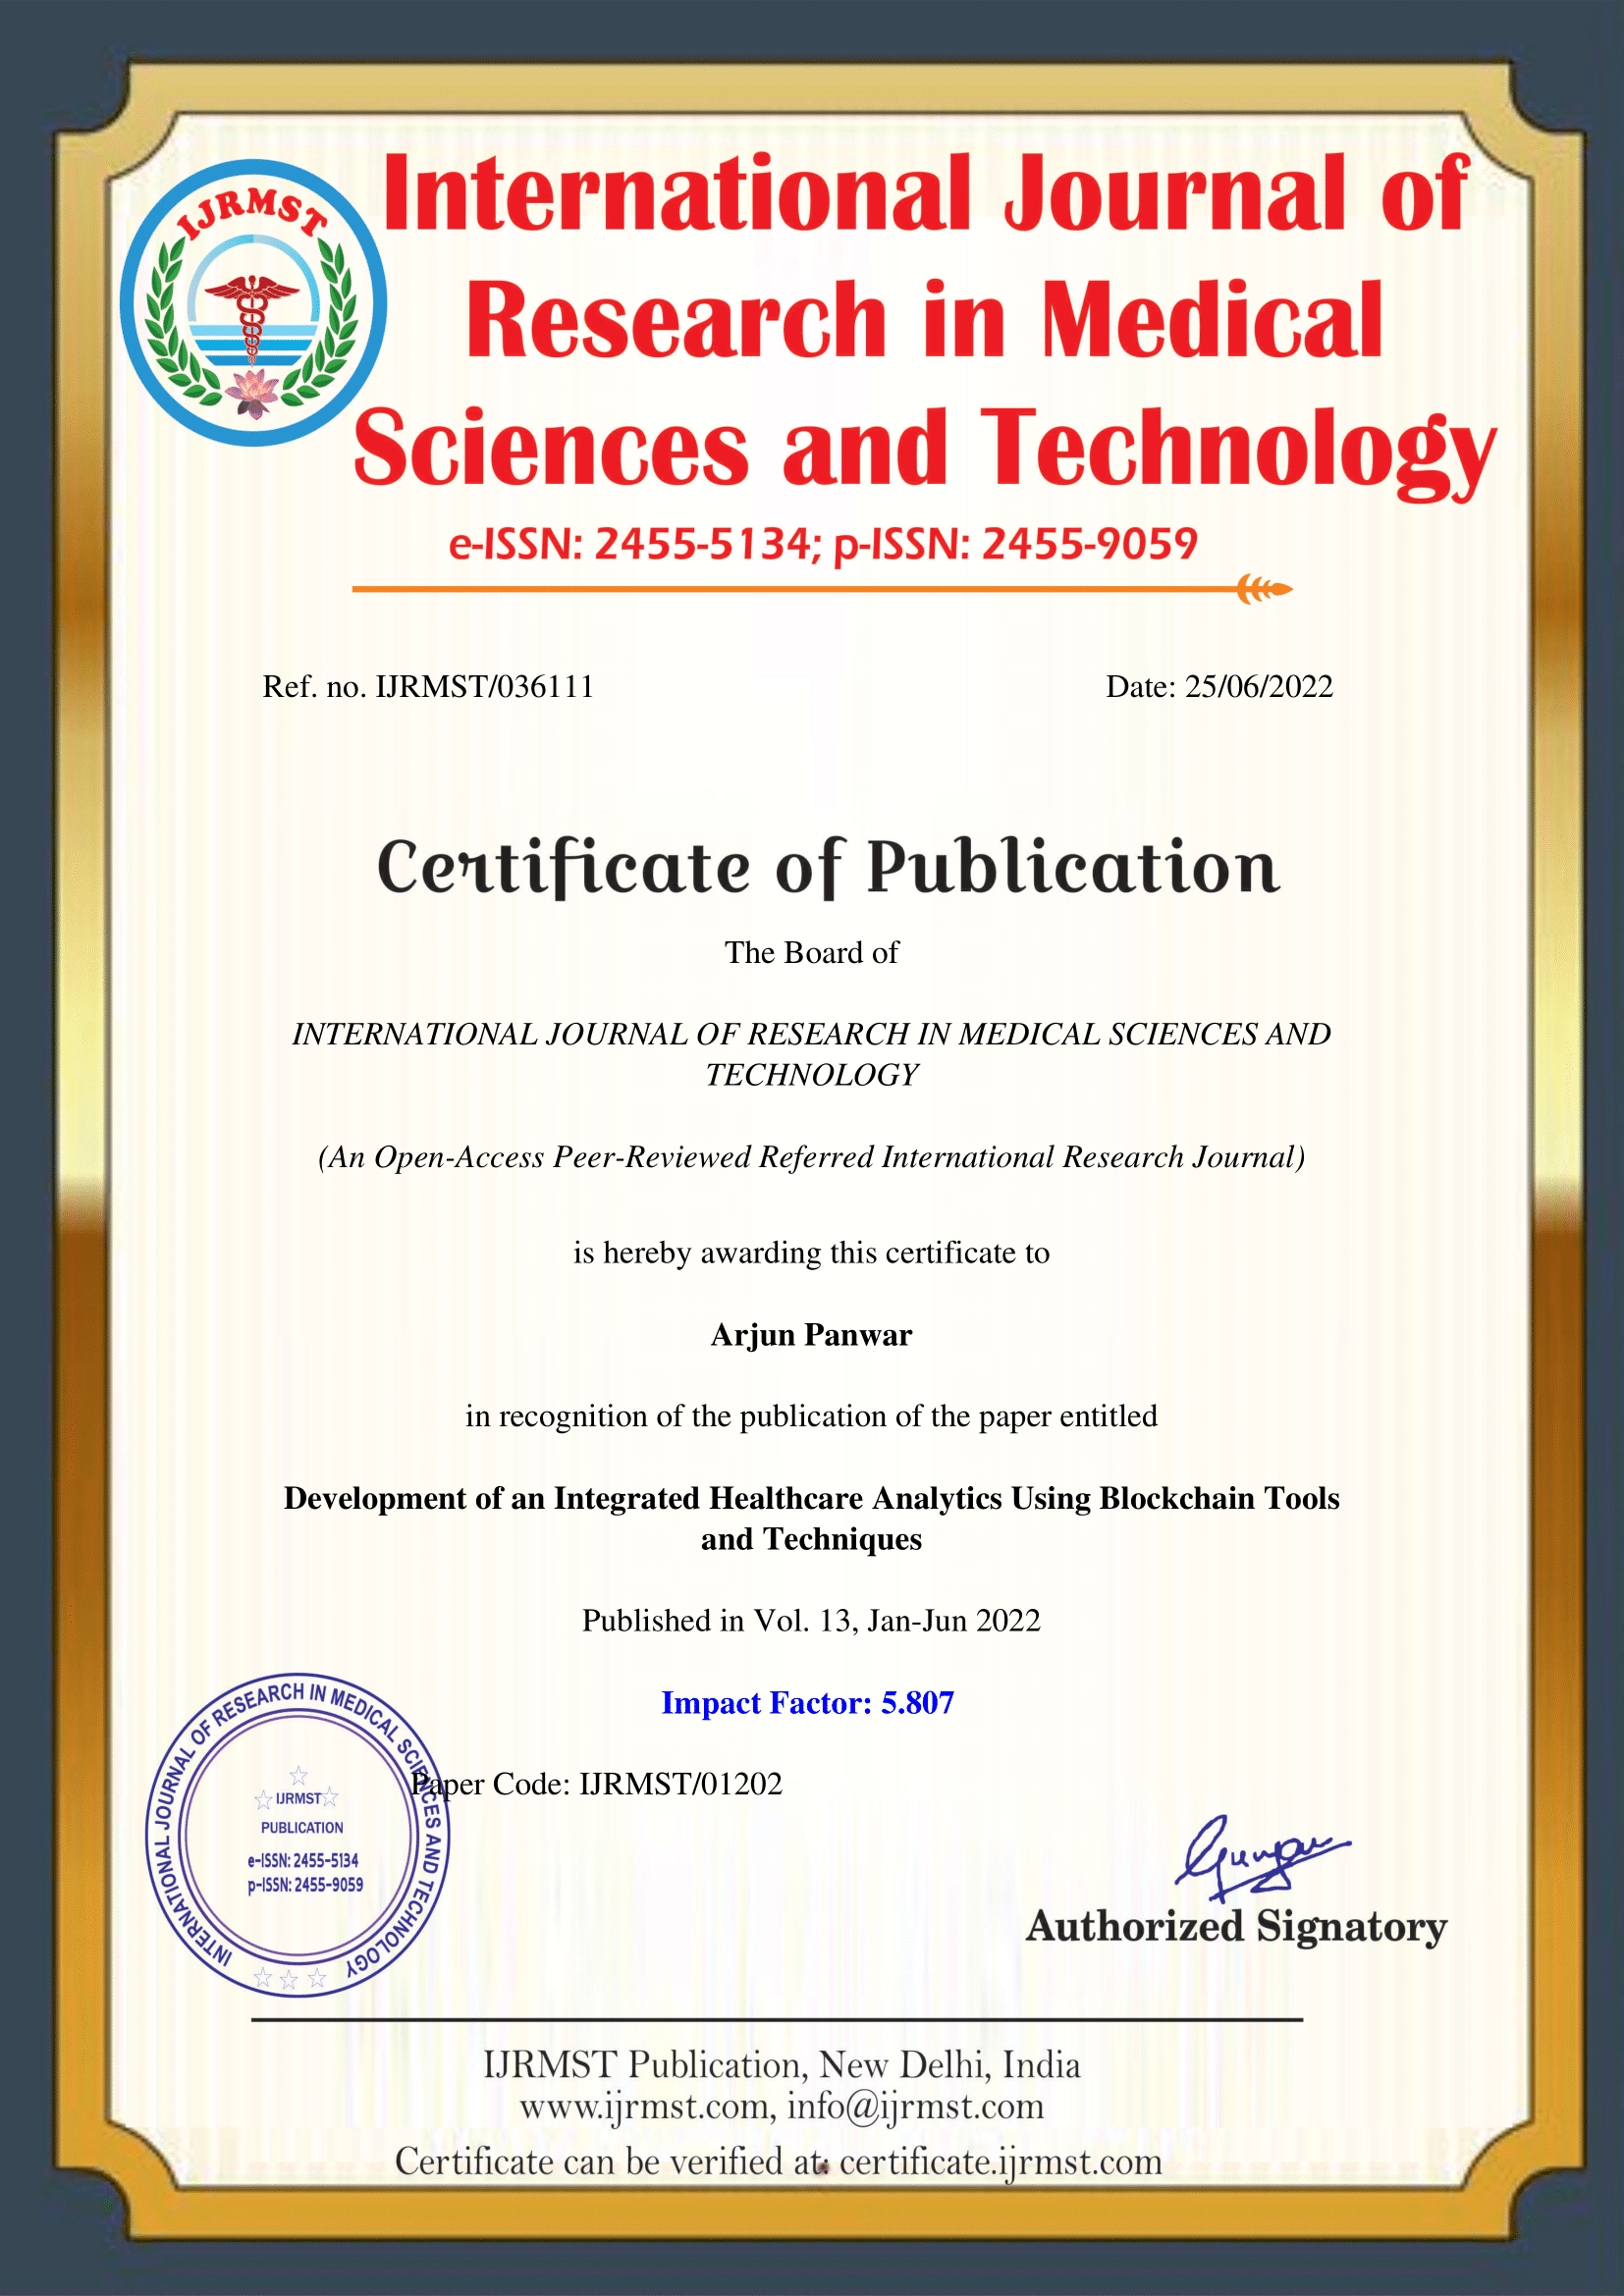 IJRMST
International Journal of
Research in Medical
Sciences and Technology
e-ISSN: 2455-5134; p-ISSN: 2455-9059
Ref. no. IJRMST/036111
Date: 25/06/2022
Certificate of Publication
The Board of
INTERNATIONAL JOURNAL OF RESEARCH IN MEDICAL SCIENCES AND
TECHNOLOGY
(An Open-Access Peer-Reviewed Referred International Research Journal)
is hereby awarding this certificate to
Arjun Panwar
in recognition of the publication of the paper entitled
Development of an Integrated Healthcare Analytics Using Blockchain Tools
and Techniques
Published in Vol. 13, Jan-Jun 2022
Impact Factor: 5.807
Paper Code: IJRMST/01202
INTERNATIONAL JOURNAL OF RESEARCH IN MEDICAL SCIENCES AND TECHNOLOGY
IJRMST
PUBLICATION
e-ISSN: 2455-5134
p-ISSN: 2455-9059
Authorized Signatory
IJRMST Publication, New Delhi, India
www.ijrmst.com, info@ijrmst.com
Certificate can be verified at: certificate.ijrmst.com